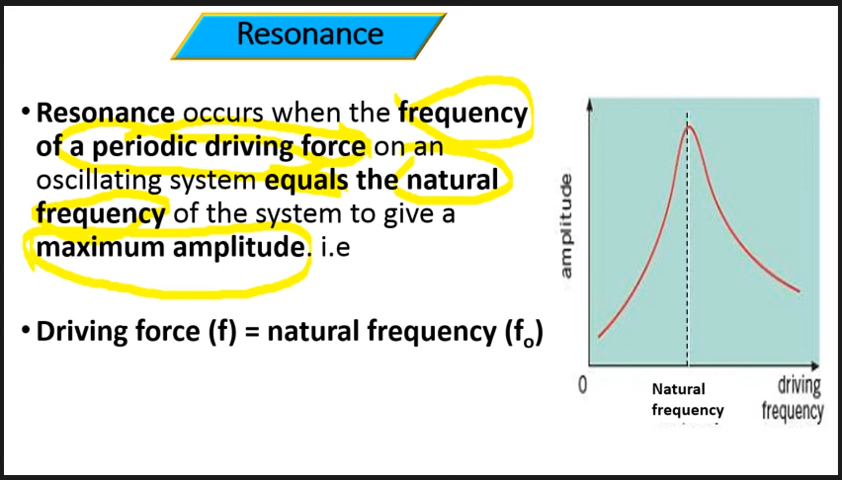 Resonance
• Resonance occurs when the frequency
of a periodic driving force on an
oscillating system equals the natural
frequency of the system to give a
maximum amplitude. i.e
• Driving force (f) = natural frequency (fo)
amplitude
0
Natural
frequency
driving
frequency